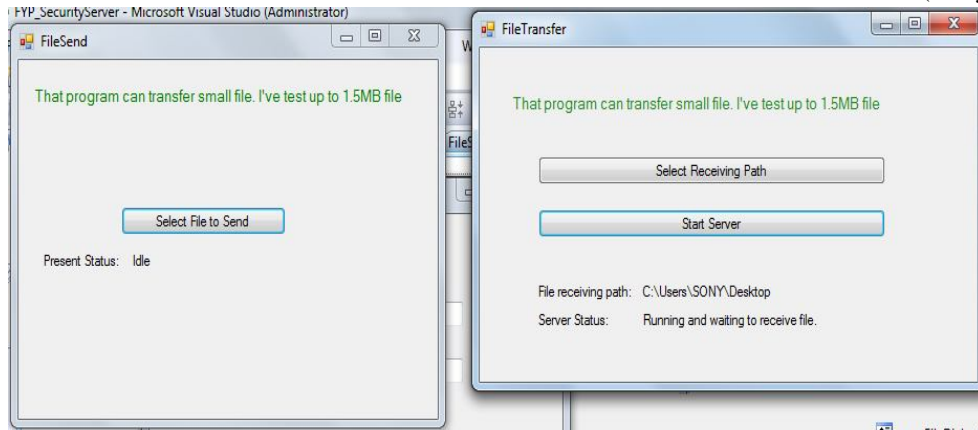 FYP_SecurityServer - Microsoft Visual Studio (Administrator)
FileSend
That program can transfer small file. I've test up to 1.5MB file
Select File to Send
Present Status: Idle
FileTransfer
That program can transfer small file. I've test up to 1.5MB file
Select Receiving Path
Start Server
File receiving path: C:\Users\SONY\Desktop
Server Status: Running and waiting to receive file.